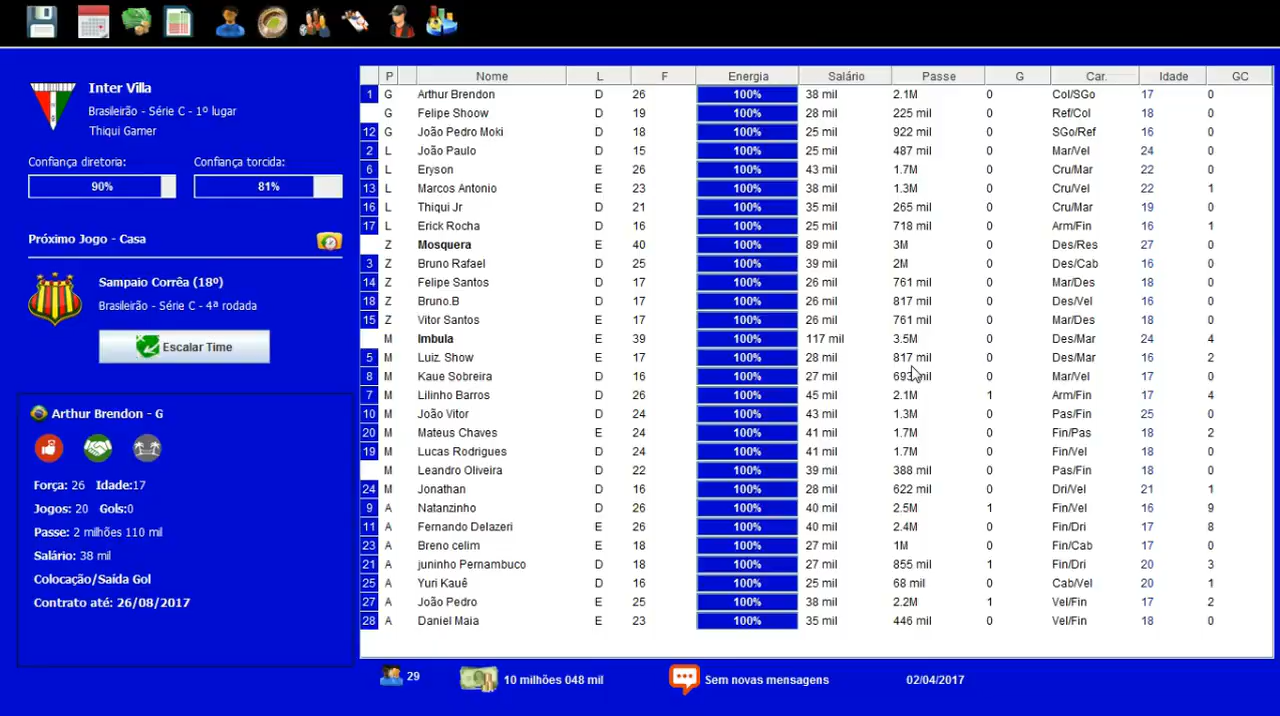 Inter Villa
Brasileirão - Série C - 1º lugar
Thiqui Gamer
Confiança diretoria: Confiança torcida:
90% 81%
Próximo Jogo - Casa
Sampaio Corrêa (18º)
Brasileirão - Série C - 4ª rodada
Escalar Time
Arthur Brendon - G
Força: 26 Idade:17
Jogos: 20 Gols:0
Passe: 2 milhões 110 mil
Salário: 38 mil
Colocação/Saída Gol
Contrato até: 26/08/2017
P Nome L F Energia Salário Passe G Car. Idade GC
1 G Arthur Brendon D 26 100% 38 mil 2.1M 0 Col/SGo 17 0
G Felipe Shoow D 19 100% 28 mil 225 mil 0 Ref/Col 18 0
12 G João Pedro Moki D 18 100% 25 mil 922 mil 0 SGo/Ref 16 0
2 L João Paulo D 15 100% 25 mil 487 mil 0 Mar/Vel 24 0
6 L Eryson E 26 100% 43 mil 1.7M 0 Cru/Mar 22 0
13 L Marcos Antonio E 23 100% 38 mil 1.3M 0 Cru/Vel 22 1
16 L Thiqui Jr D 21 100% 35 mil 265 mil 0 Cru/Mar 19 0
17 L Erick Rocha D 16 100% 25 mil 718 mil 0 Arm/Fin 16 1
Z Mosquera E 40 100% 89 mil 3M 0 Des/Res 27 0
3 Z Bruno Rafael D 25 100% 39 mil 2M 0 Des/Cab 16 0
14 Z Felipe Santos D 17 100% 26 mil 761 mil 0 Mar/Des 18 0
18 Z Bruno.B D 17 100% 26 mil 817 mil 0 Des/Vel 16 0
15 Z Vitor Santos E 17 100% 26 mil 761 mil 0 Mar/Des 18 0
M Imbula E 39 100% 117 mil 3.5M 0 Des/Mar 24 4
5 M Luiz. Show E 17 100% 28 mil 817 mil 0 Des/Mar 16 2
8 M Kaue Sobreira D 16 100% 27 mil 693 mil 0 Mar/Vel 17 0
7 M Lilinho Barros D 26 100% 45 mil 2.1M 1 Arm/Fin 17 4
10 M João Vitor D 24 100% 43 mil 1.3M 0 Pas/Fin 25 0
20 M Mateus Chaves E 24 100% 41 mil 1.7M 0 Fin/Pas 18 2
19 M Lucas Rodrigues D 24 100% 41 mil 1.7M 0 Fin/Vel 18 0
M Leandro Oliveira D 22 100% 39 mil 388 mil 0 Pas/Fin 18 0
24 M Jonathan D 16 100% 28 mil 622 mil 0 Dri/Vel 21 1
9 A Natanzinho D 26 100% 40 mil 2.5M 1 Fin/Vel 16 9
11 A Fernando Delazeri E 26 100% 40 mil 2.4M 0 Fin/Dri 17 8
23 A Breno celim E 18 100% 27 mil 1M 0 Fin/Cab 17 0
21 A juninho Pernambuco D 18 100% 27 mil 855 mil 1 Fin/Dri 20 3
25 A Yuri Kauê D 16 100% 25 mil 68 mil 0 Cab/Vel 20 1
27 A João Pedro E 25 100% 38 mil 2.2M 1 Vel/Fin 17 2
28 A Daniel Maia E 23 100% 35 mil 446 mil 0 Vel/Fin 18 0
29 10 milhões 048 mil Sem novas mensagens 02/04/2017